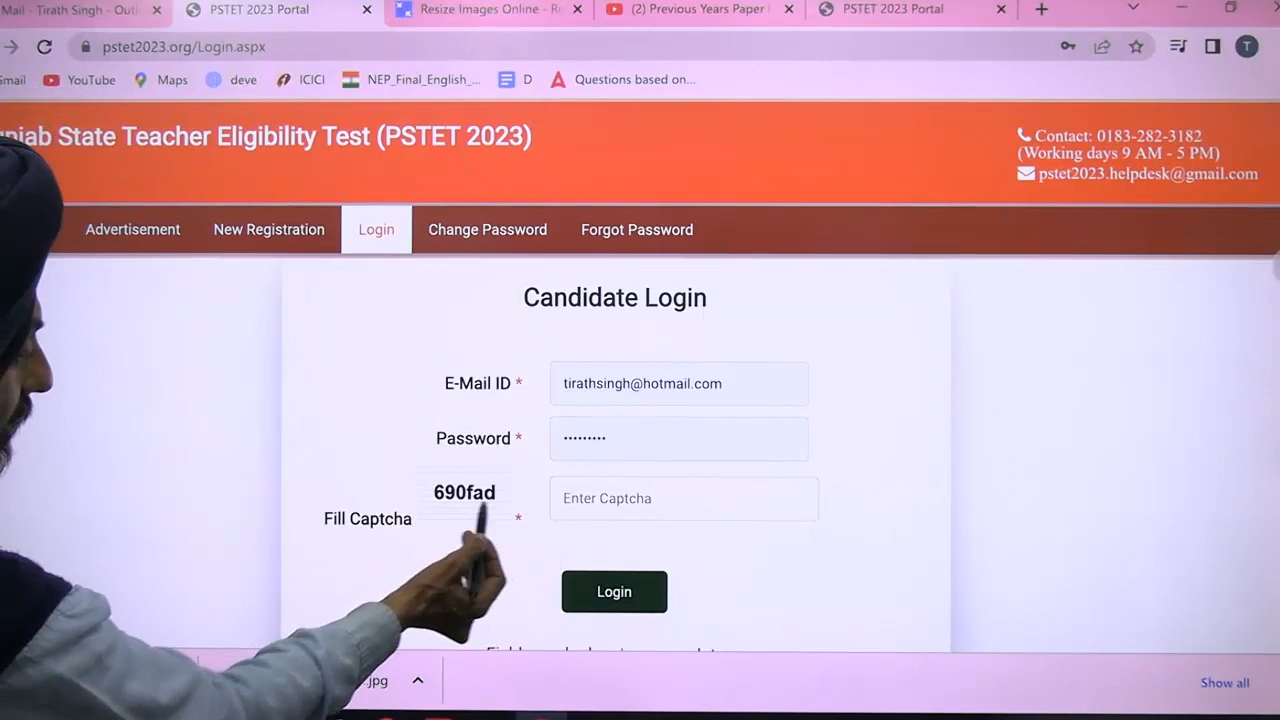 Mail - Tirath Singh - Outl
PSTET 2023 Portal
Resize Images Online - Re
(2) Previous Years Paper
PSTET 2023 Portal
pstet2023.org/Login.aspx
T
Gmail
YouTube
Maps
deve
ICICI
NEP_Final_English_...
D
Questions based on...
njab State Teacher Eligibility Test (PSTET 2023)
Contact: 0183-282-3182
(Working days 9 AM - 5 PM)
pstet2023.helpdesk@gmail.com
Advertisement
New Registration
Login
Change Password
Forgot Password
Candidate Login
E-Mail ID *
tirathsingh@hotmail.com
Password *
690fad
Fill Captcha *
Enter Captcha
Login
.jpg
Show all